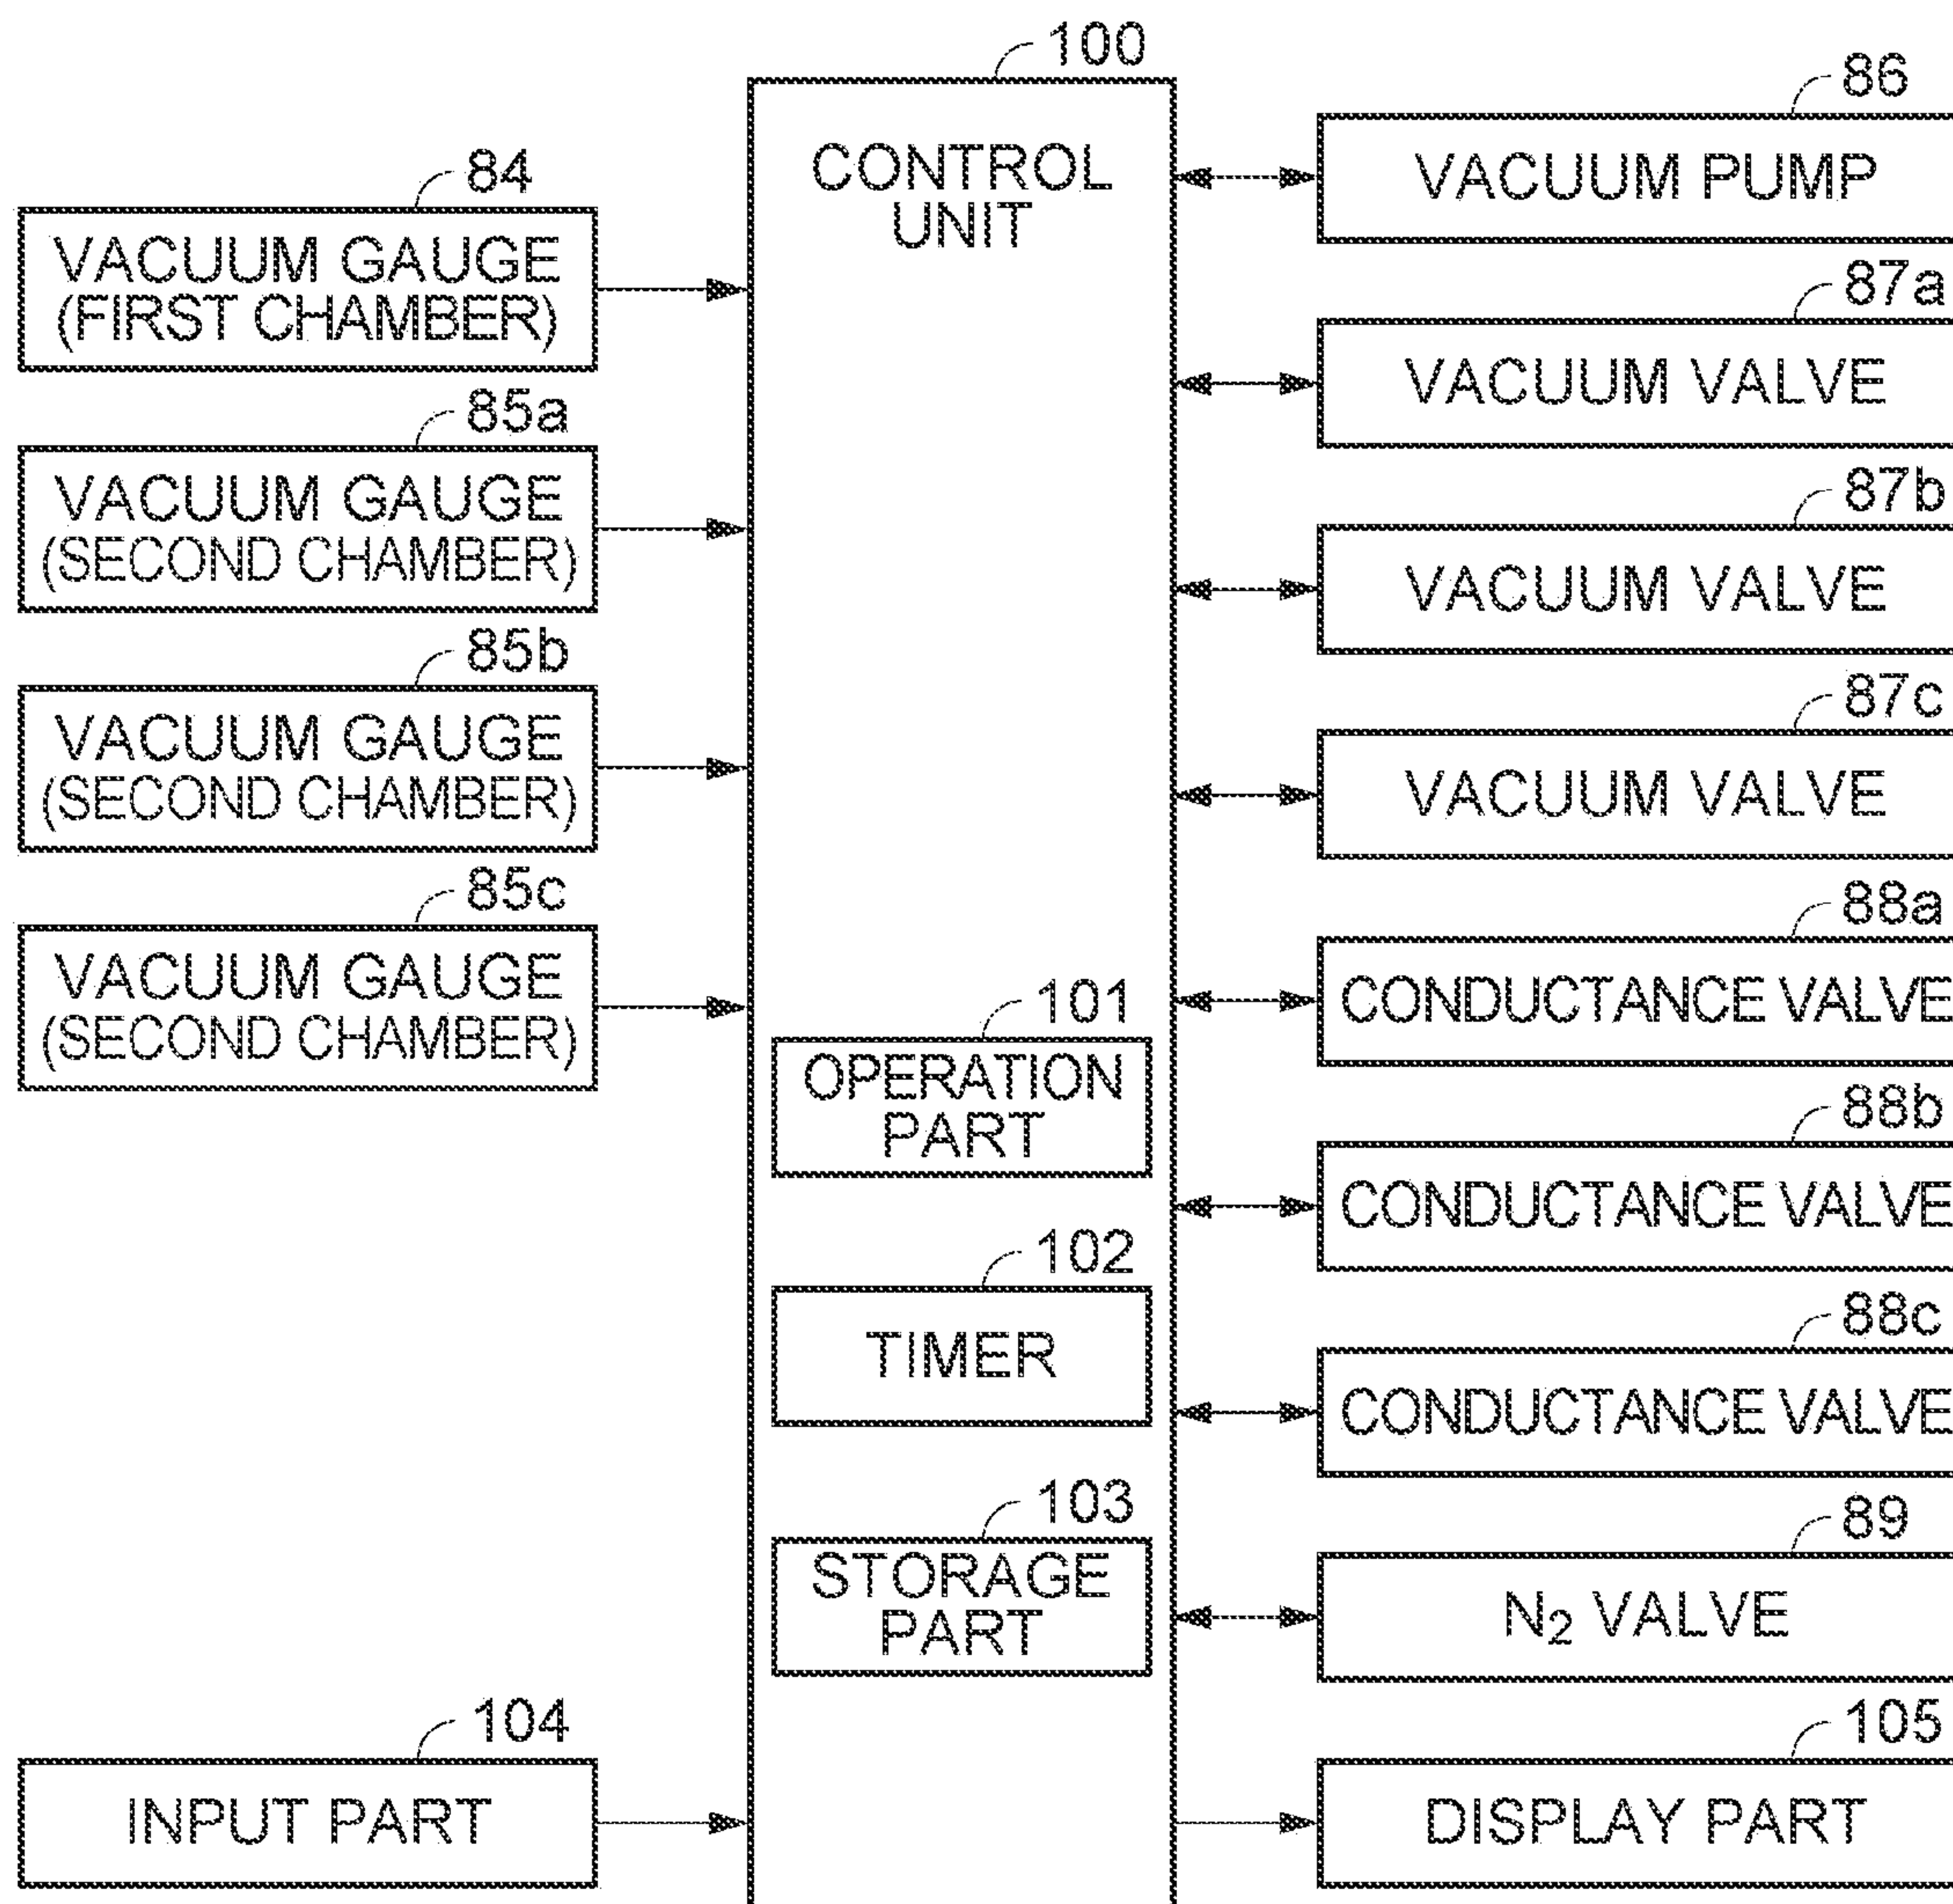 100
CONTROL
UNIT
84
VACUUM GAUGE
(FIRST CHAMBER)
85a
VACUUM GAUGE
(SECOND CHAMBER)
85b
VACUUM GAUGE
(SECOND CHAMBER)
85c
VACUUM GAUGE
(SECOND CHAMBER)
104
INPUT PART
101
OPERATION
PART
102
TIMER
103
STORAGE
PART
86
VACUUM PUMP
87a
VACUUM VALVE
87b
VACUUM VALVE
87c
VACUUM VALVE
88a
CONDUCTANCE VALVE
88b
CONDUCTANCE VALVE
88c
CONDUCTANCE VALVE
89
N₂ VALVE
105
DISPLAY PART